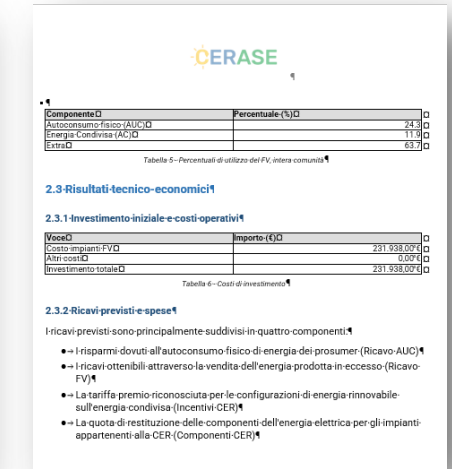 CERASE
Componente Percentuale (%)
Autoconsumo fisico (AUC) 24.3
Energia Condivisa (AC) 11.9
Extra 63.7
Tabella 5 – Percentuali di utilizzo del FV, intera comunità
2.3 Risultati tecnico-economici
2.3.1 Investimento iniziale e costi operativi
Voce Importo (€)
Costo impianti FV 231.938,00 €
Altri costi 0,00 €
Investimento totale 231.938,00 €
Tabella 6 – Costi di investimento
2.3.2 Ricavi previsti e spese
I ricavi previsti sono principalmente suddivisi in quattro componenti:
● I risparmi dovuti all'autoconsumo fisico di energia dei prosumer (Ricavo AUC)
● I ricavi ottenibili attraverso la vendita dell'energia prodotta in eccesso (Ricavo
FV)
● La tariffa premio riconosciuta per le configurazioni di energia rinnovabile
sull'energia condivisa (Incentivi CER)
● La quota di restituzione delle componenti dell'energia elettrica per gli impianti
appartenenti alla CER (Componenti CER)